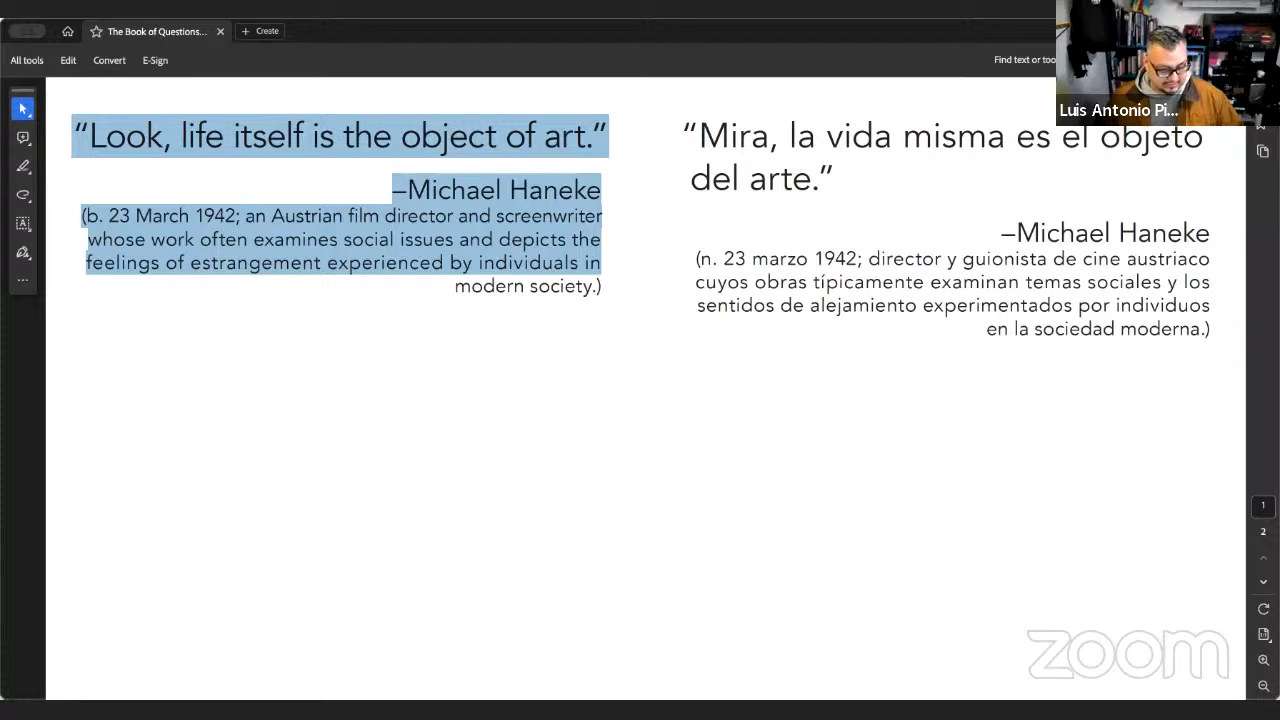 The Book of Questions...
Create
All tools
Edit
Convert
E-Sign
Find text or too
Luis Antonio Pi...
“Look, life itself is the object of art.”
–Michael Haneke
(b. 23 March 1942; an Austrian film director and screenwriter
whose work often examines social issues and depicts the
feelings of estrangement experienced by individuals in
modern society.)
“Mira, la vida misma es el objeto
del arte.”
–Michael Haneke
(n. 23 marzo 1942; director y guionista de cine austriaco
cuyos obras típicamente examinan temas sociales y los
sentidos de alejamiento experimentados por individuos
en la sociedad moderna.)
1
2
zoom